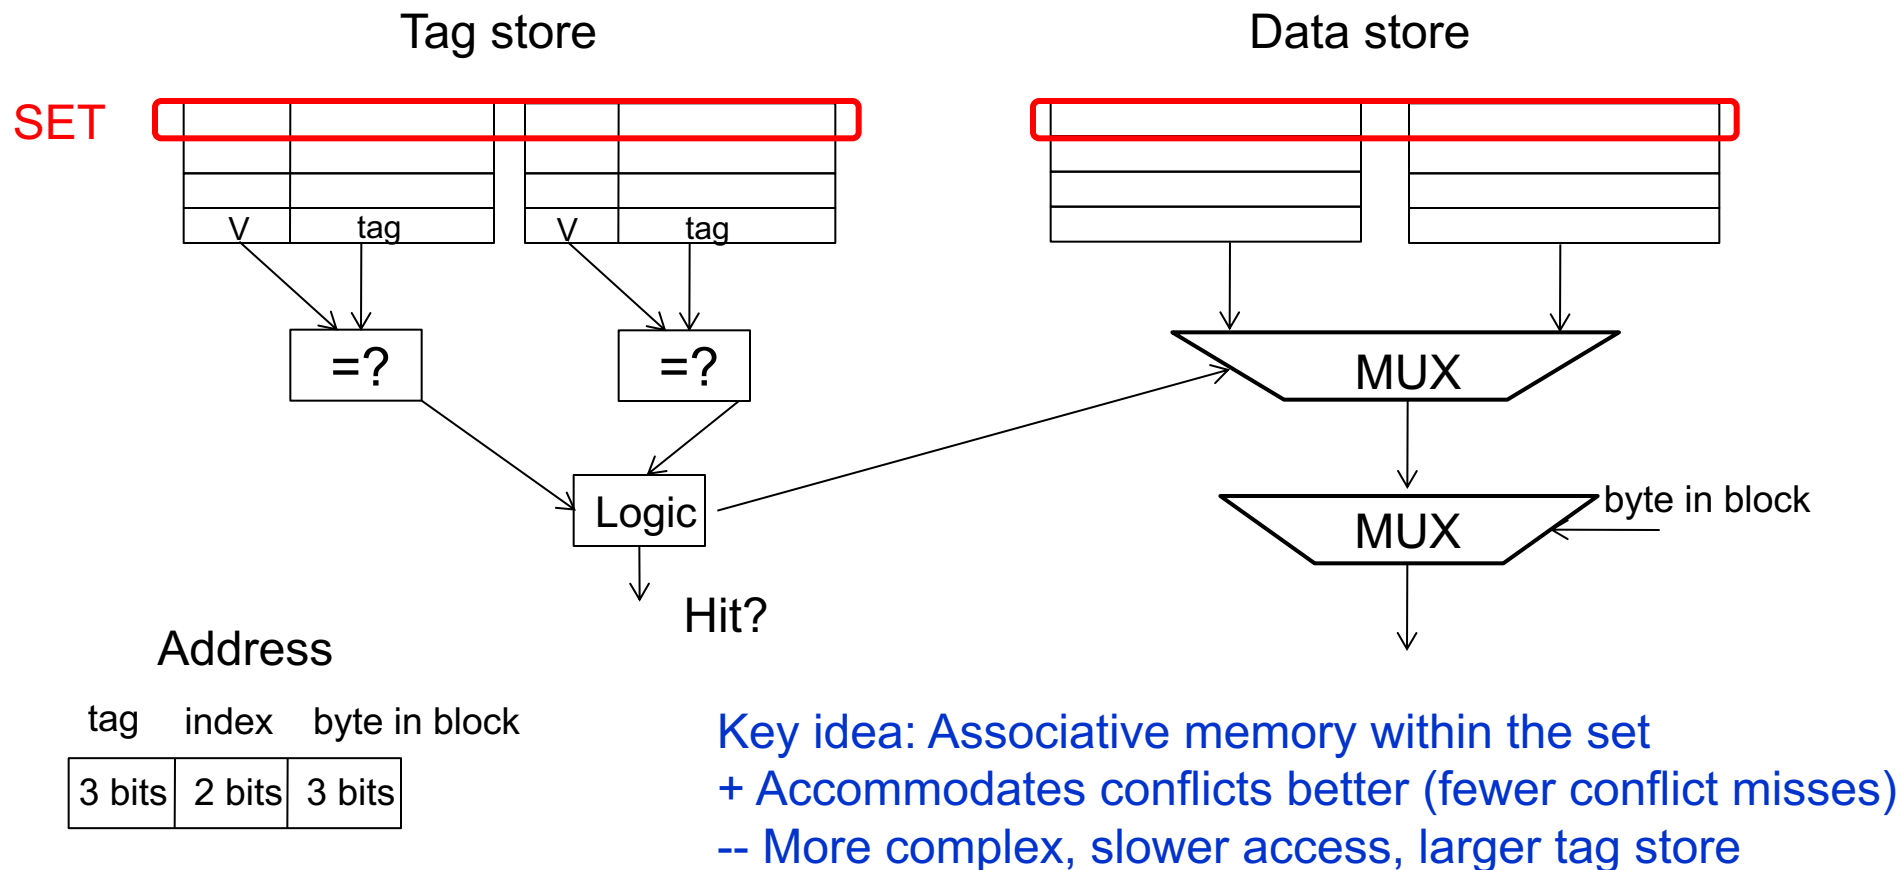 Tag store
Data store
SET
V tag V tag
=? =?
MUX
Logic
MUX
byte in block
Hit?
Address
tag index byte in block
3 bits 2 bits 3 bits
Key idea: Associative memory within the set
+ Accommodates conflicts better (fewer conflict misses)
-- More complex, slower access, larger tag store